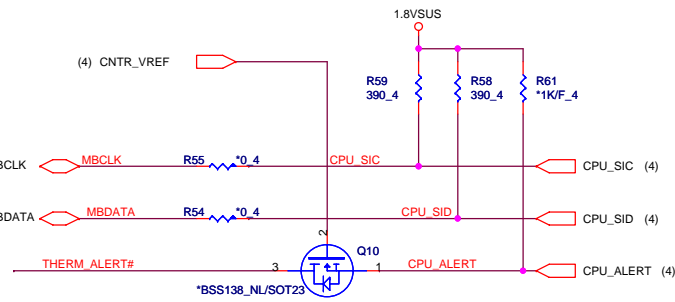 1.8VSUS
(4) CNTR_VREF
R59
390_4
R58
390_4
R61
*1K/F_4
BCLK
MBCLK
R55
*0_4
CPU_SIC
CPU_SIC (4)
BDATA
MBDATA
R54
*0_4
CPU_SID
CPU_SID (4)
2
Q10
THERM_ALERT#
3
1
CPU_ALERT
CPU_ALERT (4)
*BSS138_NL/SOT23